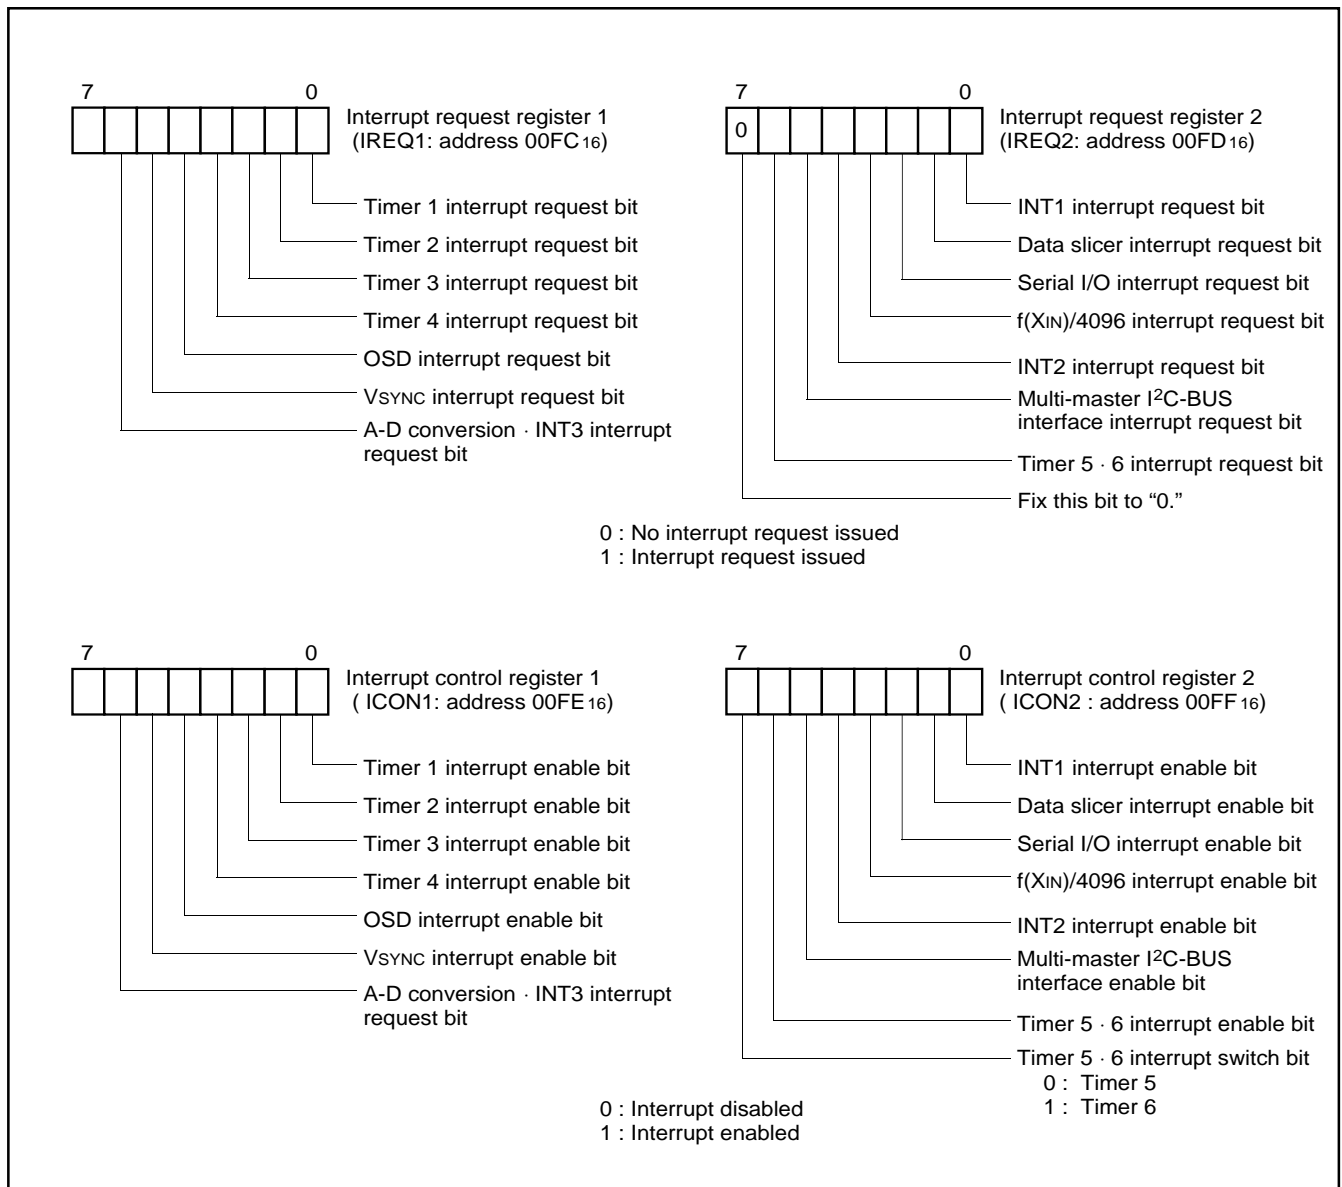 7 0
Interrupt request register 1
(IREQ1: address 00FC16)
Timer 1 interrupt request bit
Timer 2 interrupt request bit
Timer 3 interrupt request bit
Timer 4 interrupt request bit
OSD interrupt request bit
VSYNC interrupt request bit
A-D conversion · INT3 interrupt
request bit
7 0
0
Interrupt request register 2
(IREQ2: address 00FD16)
INT1 interrupt request bit
Data slicer interrupt request bit
Serial I/O interrupt request bit
f(XIN)/4096 interrupt request bit
INT2 interrupt request bit
Multi-master I2C-BUS
interface interrupt request bit
Timer 5 · 6 interrupt request bit
Fix this bit to “0.”
0 : No interrupt request issued
1 : Interrupt request issued
7 0
Interrupt control register 1
( ICON1: address 00FE16)
Timer 1 interrupt enable bit
Timer 2 interrupt enable bit
Timer 3 interrupt enable bit
Timer 4 interrupt enable bit
OSD interrupt enable bit
VSYNC interrupt enable bit
A-D conversion · INT3 interrupt
request bit
7 0
Interrupt control register 2
( ICON2 : address 00FF16)
INT1 interrupt enable bit
Data slicer interrupt enable bit
Serial I/O interrupt enable bit
f(XIN)/4096 interrupt enable bit
INT2 interrupt enable bit
Multi-master I2C-BUS
interface enable bit
Timer 5 · 6 interrupt enable bit
Timer 5 · 6 interrupt switch bit
0 : Timer 5
1 : Timer 6
0 : Interrupt disabled
1 : Interrupt enabled